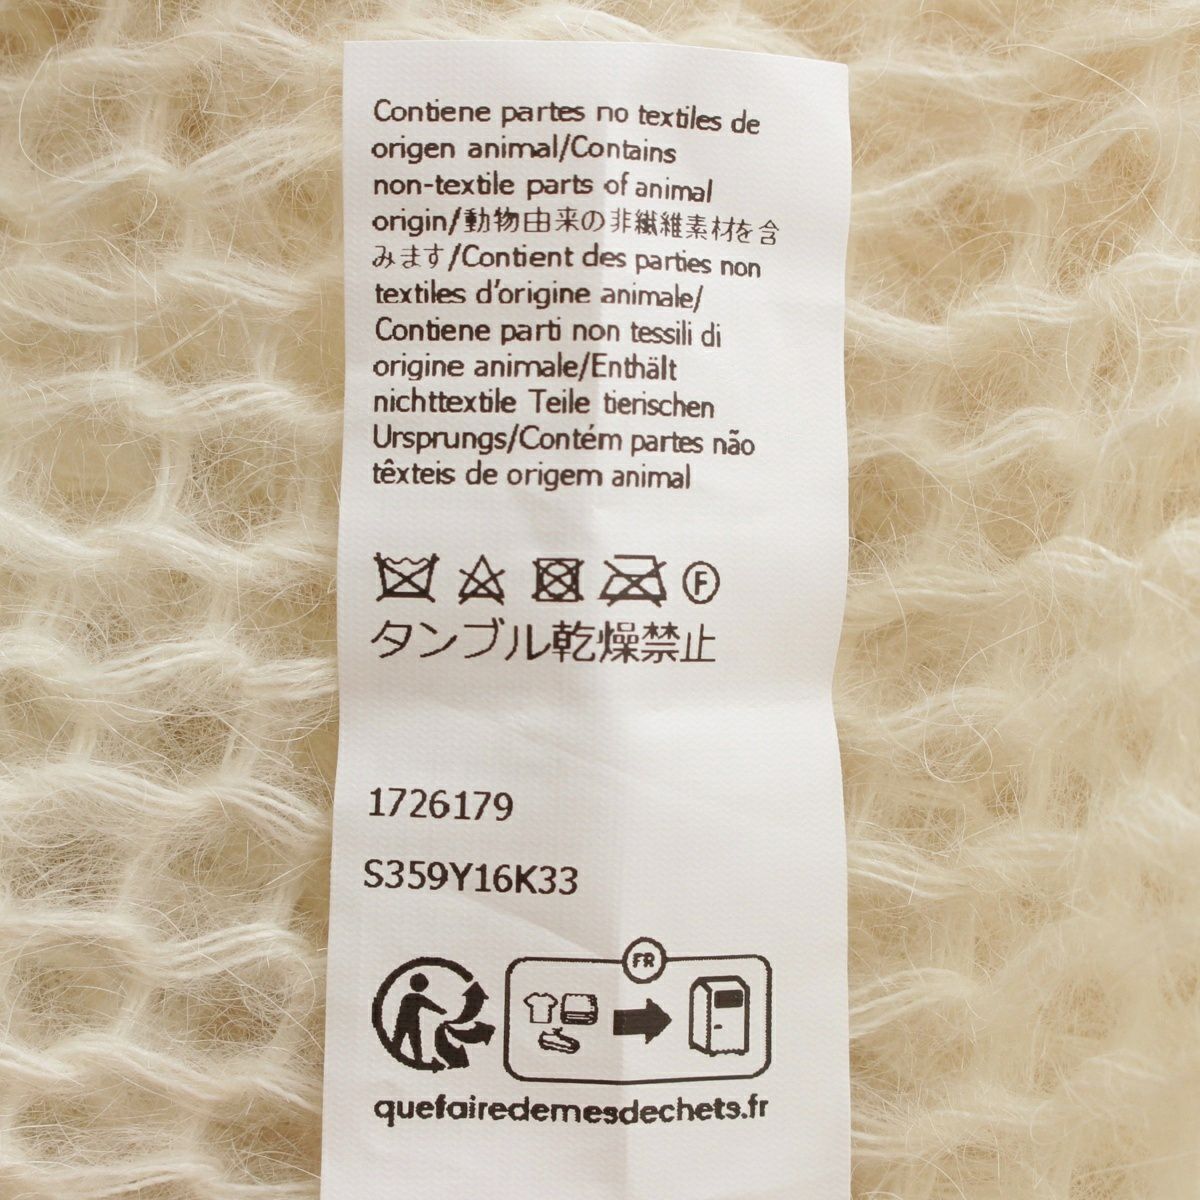 Contiene partes no textiles de
origen animal/Contains
non-textile parts of animal
origin/動物由来の非繊維素材を含
みます/Contient des parties non
textiles d'origine animale/
Contiene parti non tessili di
origine animale/Enthält
nichttextile Teile tierischen
Ursprungs/Contém partes não
têxteis de origem animal
F
タンブル乾燥禁止
1726179
S359Y16K33
FR
quefairedemesdechets.fr